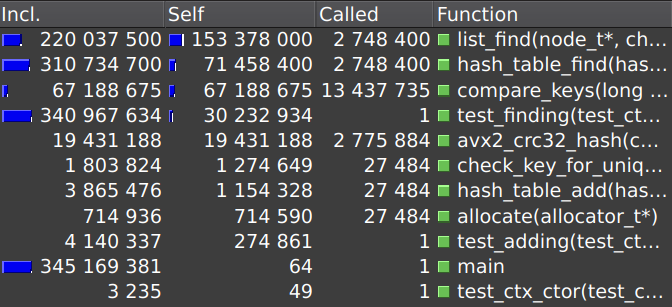 Incl. Self Called Function
220 037 500 153 378 000 2 748 400 list_find(node_t*, ch...
310 734 700 71 458 400 2 748 400 hash_table_find(has...
67 188 675 67 188 675 13 437 735 compare_keys(long ...
340 967 634 30 232 934 1 test_finding(test_ct...
19 431 188 19 431 188 2 775 884 avx2_crc32_hash(c...
1 803 824 1 274 649 27 484 check_key_for_uniq...
3 865 476 1 154 328 27 484 hash_table_add(has...
714 936 714 590 27 484 allocate(allocator_t*)
4 140 337 274 861 1 test_adding(test_ct...
345 169 381 64 1 main
3 235 49 1 test_ctx_ctor(test_c...